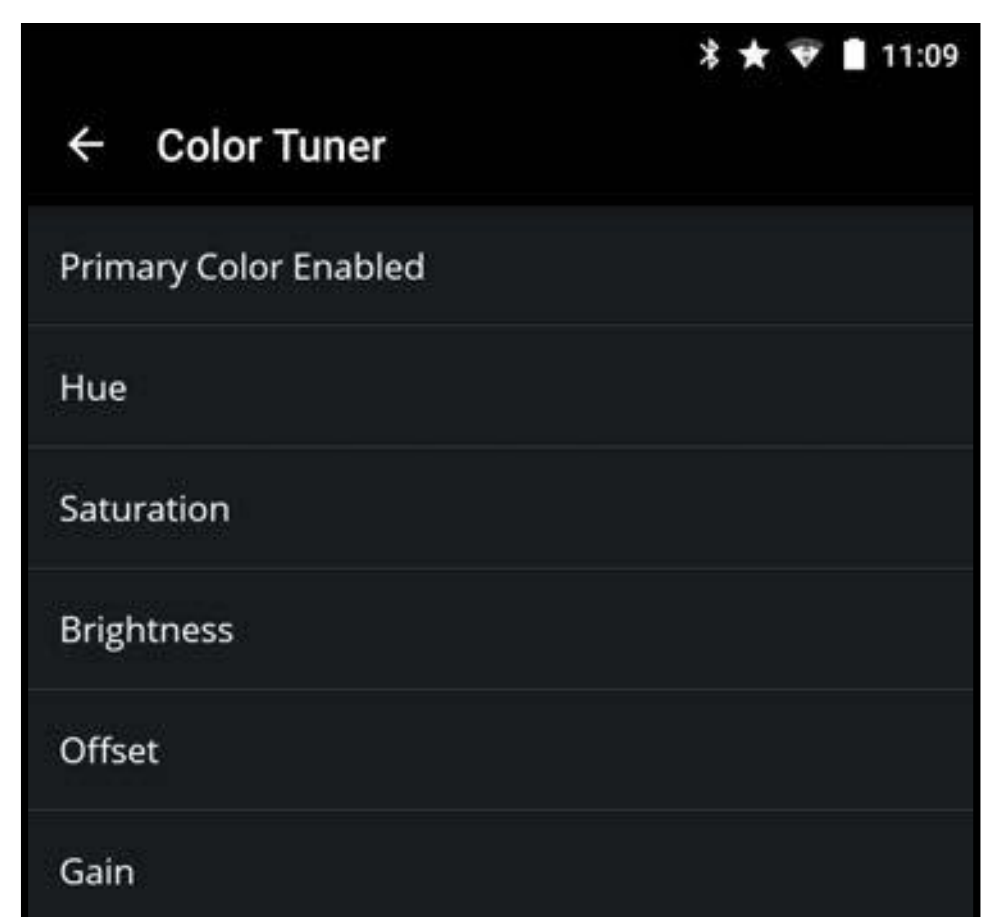 11:09
Color Tuner
Primary Color Enabled
Hue
Saturation
Brightness
Offset
Gain